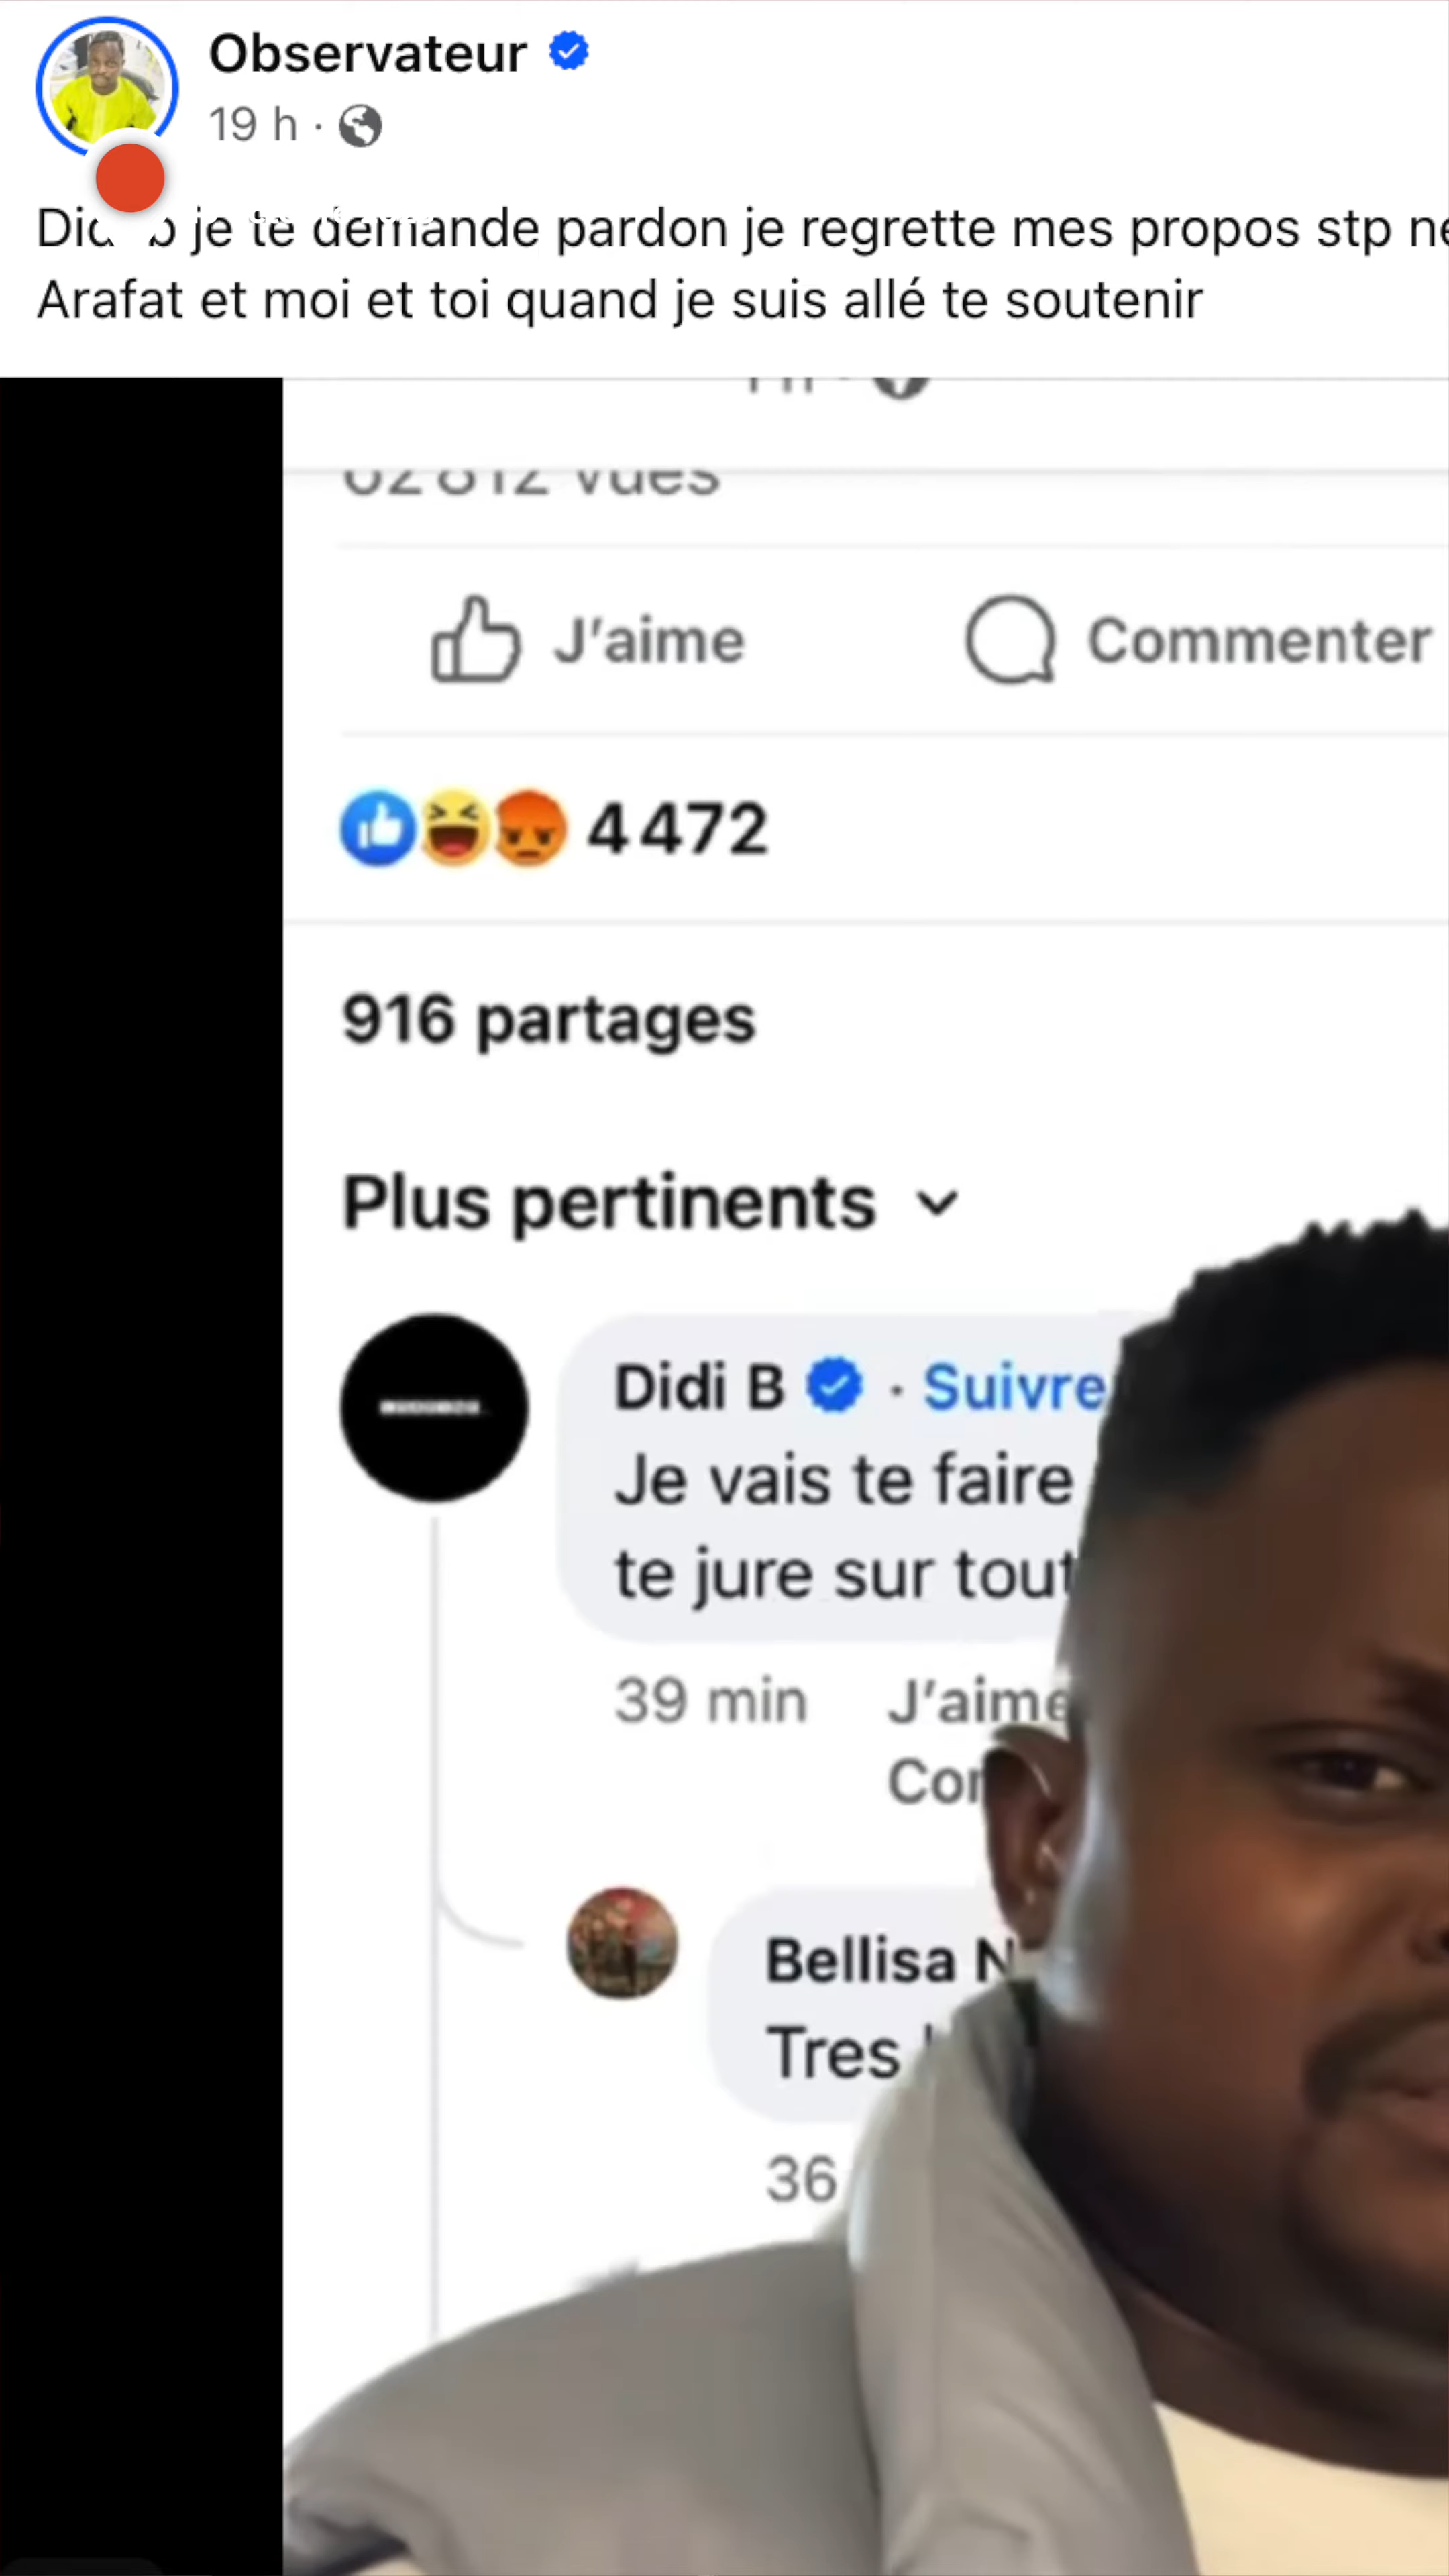 Observateur
19 h ·
je te demande pardon je regrette mes propos stp
Arafat et moi et toi quand je suis allé te soutenir
62 812 vues
J'aime
Commenter
4 472
916 partages
Plus pertinents
Didi B · Suivre
Je vais te faire
te jure sur tout
39 min J'aime
Bellisa
Tres
36